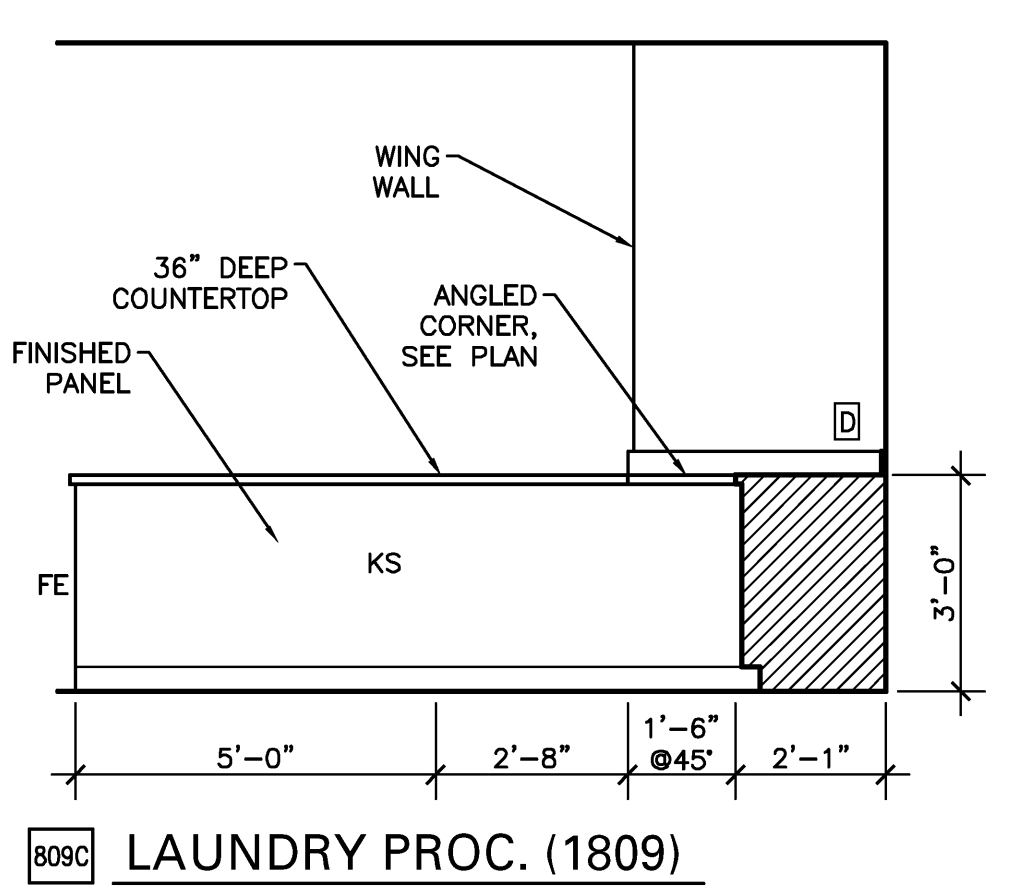 WING
WALL
36” DEEP
COUNTERTOP
ANGLED
CORNER,
SEE PLAN
FINISHED
PANEL
D
KS
FE
3’-0”
1’-6”
@45°
5’-0”
2’-8”
2’-1”
809C
LAUNDRY PROC. (1809)